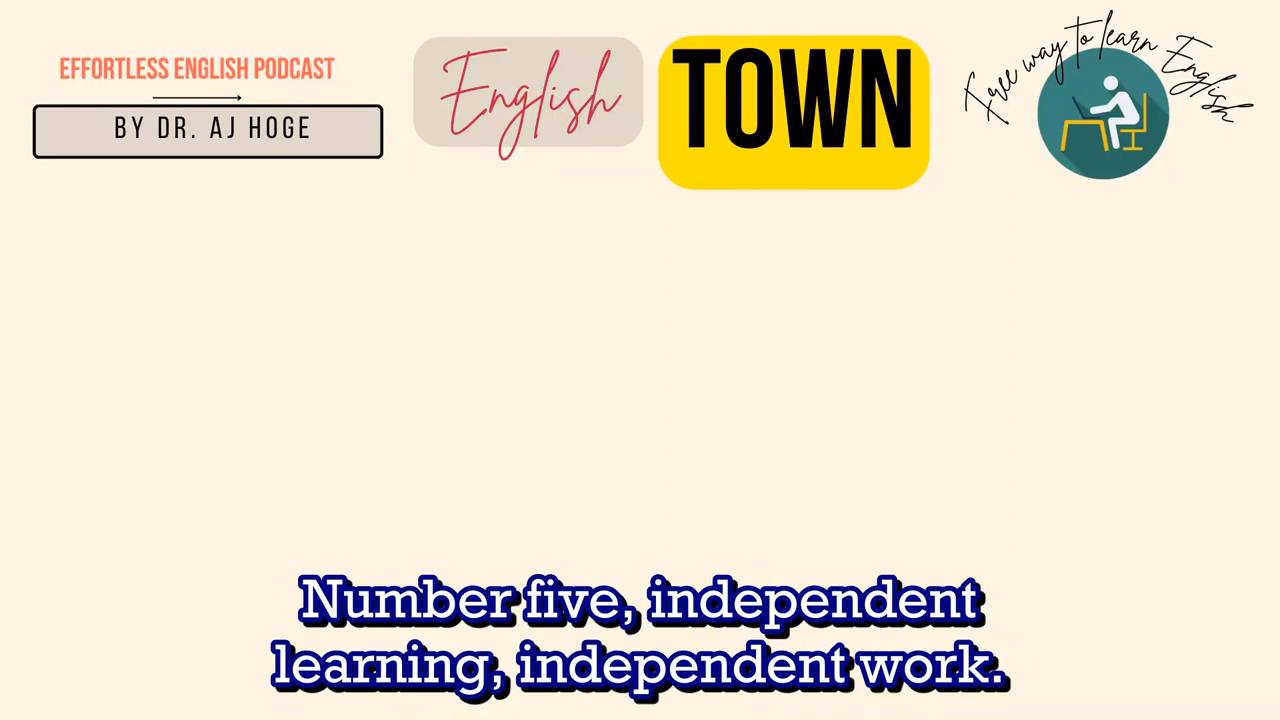 EFFORTLESS ENGLISH PODCAST
BY DR. AJ HOGE
English
TOWN
Free way to learn English
Number five, independent
learning, independent work.